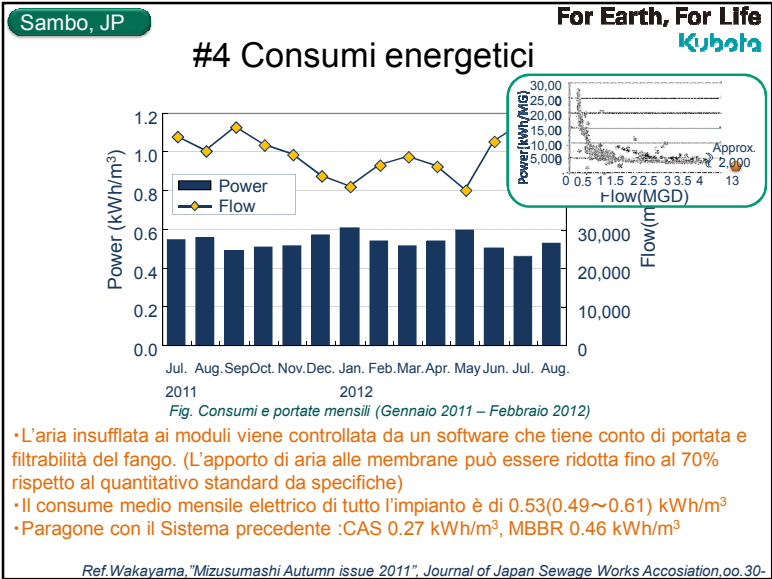 Sambo, JP
For Earth, For Life
Kubota
#4 Consumi energetici
Power (kWh/m³)
1.2
1.0
0.8
0.6
0.4
0.2
0.0
Power
Flow
30,000
20,000
10,000
0
Flow(m
Power(kWh/MG)
30,00
25,00
20,00
15,00
10,00
5,000
0 0.5 1 1.5 2 2.5 3 3.5 4 13
Flow(MGD)
Approx.
2,000
Jul. Aug. Sep Oct. Nov. Dec. Jan. Feb. Mar. Apr. May Jun. Jul. Aug.
2011 2012
Fig. Consumi e portate mensili (Gennaio 2011 – Febbraio 2012)
・L'aria insufflata ai moduli viene controllata da un software che tiene conto di portata e
filtrabilità del fango. (L'apporto di aria alle membrane può essere ridotta fino al 70%
rispetto al quantitativo standard da specifiche)
・Il consume medio mensile elettrico di tutto l'impianto è di 0.53(0.49～0.61) kWh/m³
・Paragone con il Sistema precedente :CAS 0.27 kWh/m³, MBBR 0.46 kWh/m³
Ref.Wakayama,"Mizusumashi Autumn issue 2011", Journal of Japan Sewage Works Accosiation,oo.30-